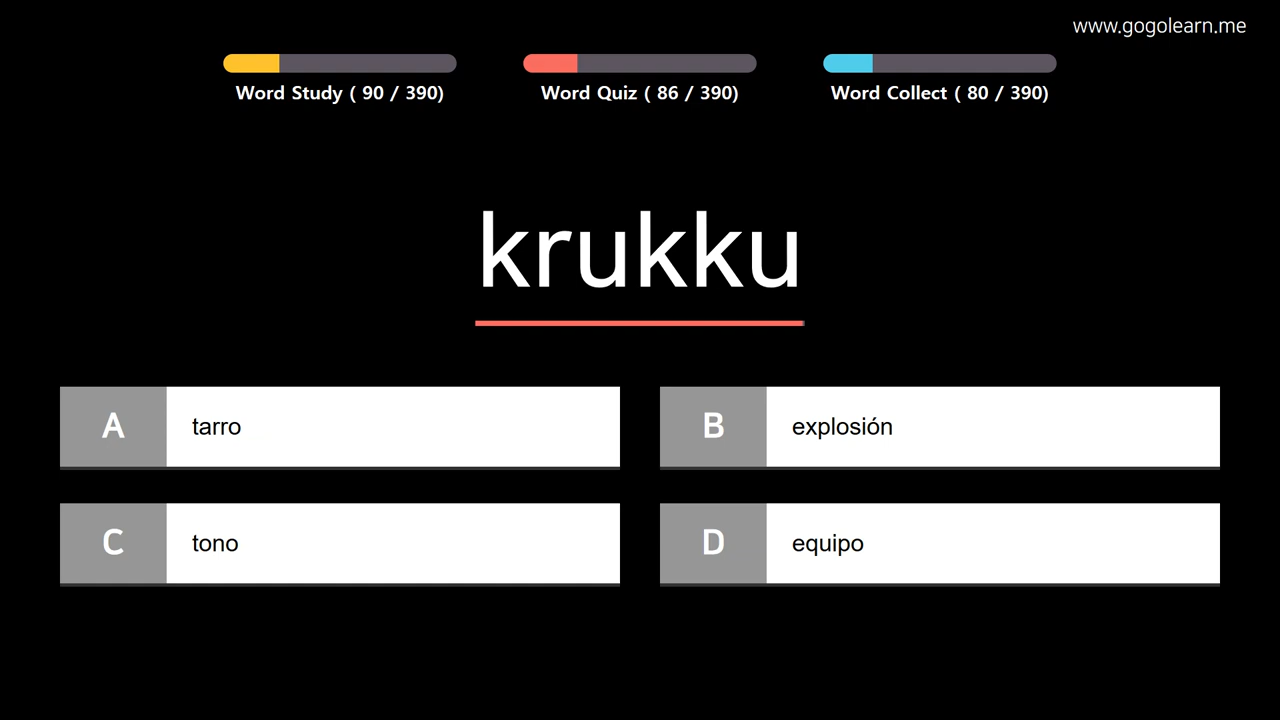 www.gogolearn.me
Word Study ( 90 / 390)
Word Quiz ( 86 / 390)
Word Collect ( 80 / 390)
krukku
A tarro
B explosión
C tono
D equipo